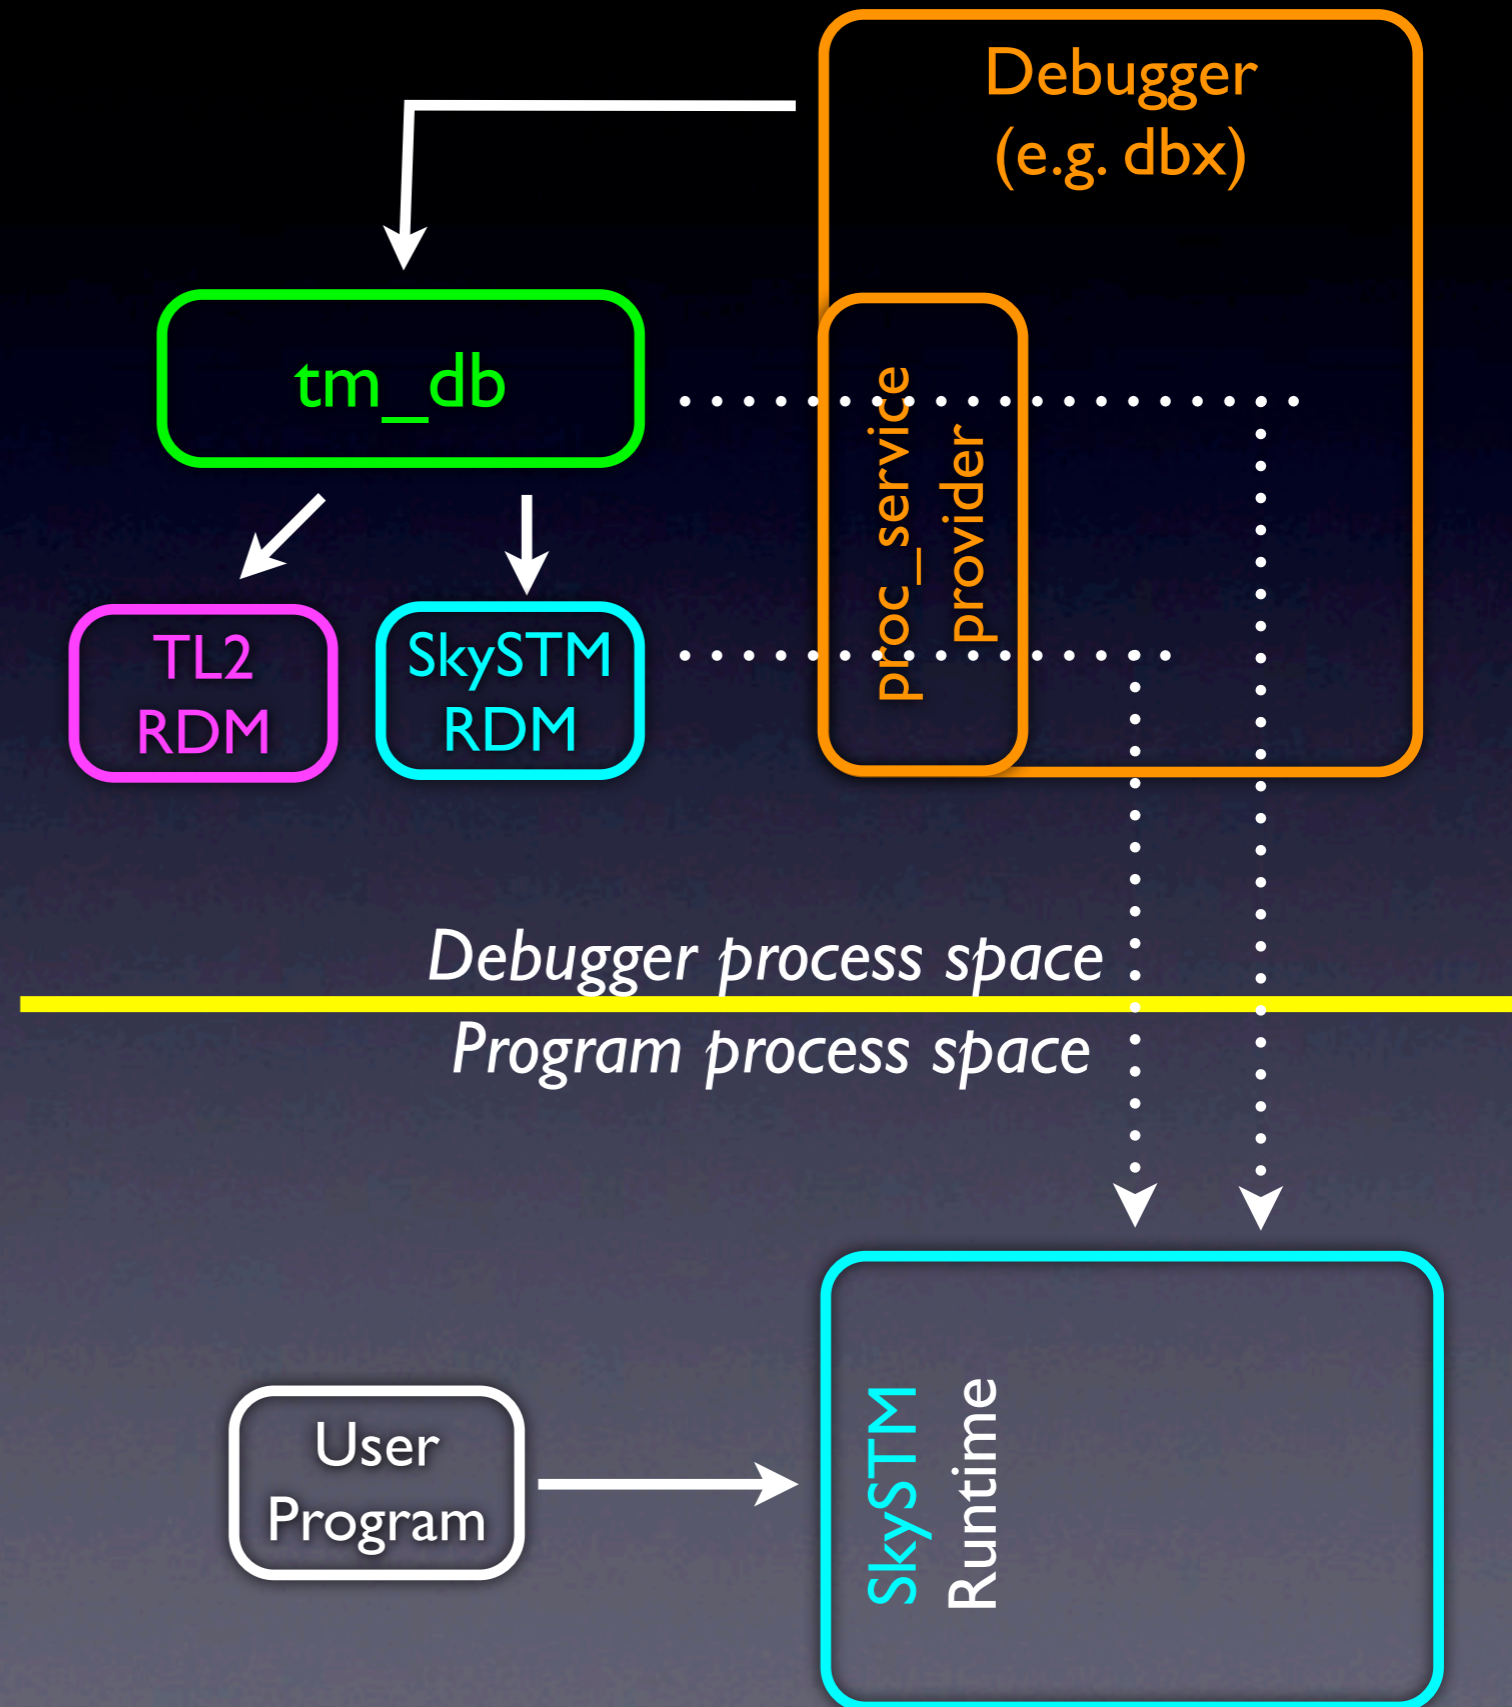 Debugger
(e.g. dbx)
tm_db
proc_service
provider
TL2
RDM
SkySTM
RDM
Debugger process space
Program process space
User
Program
SkySTM
Runtime